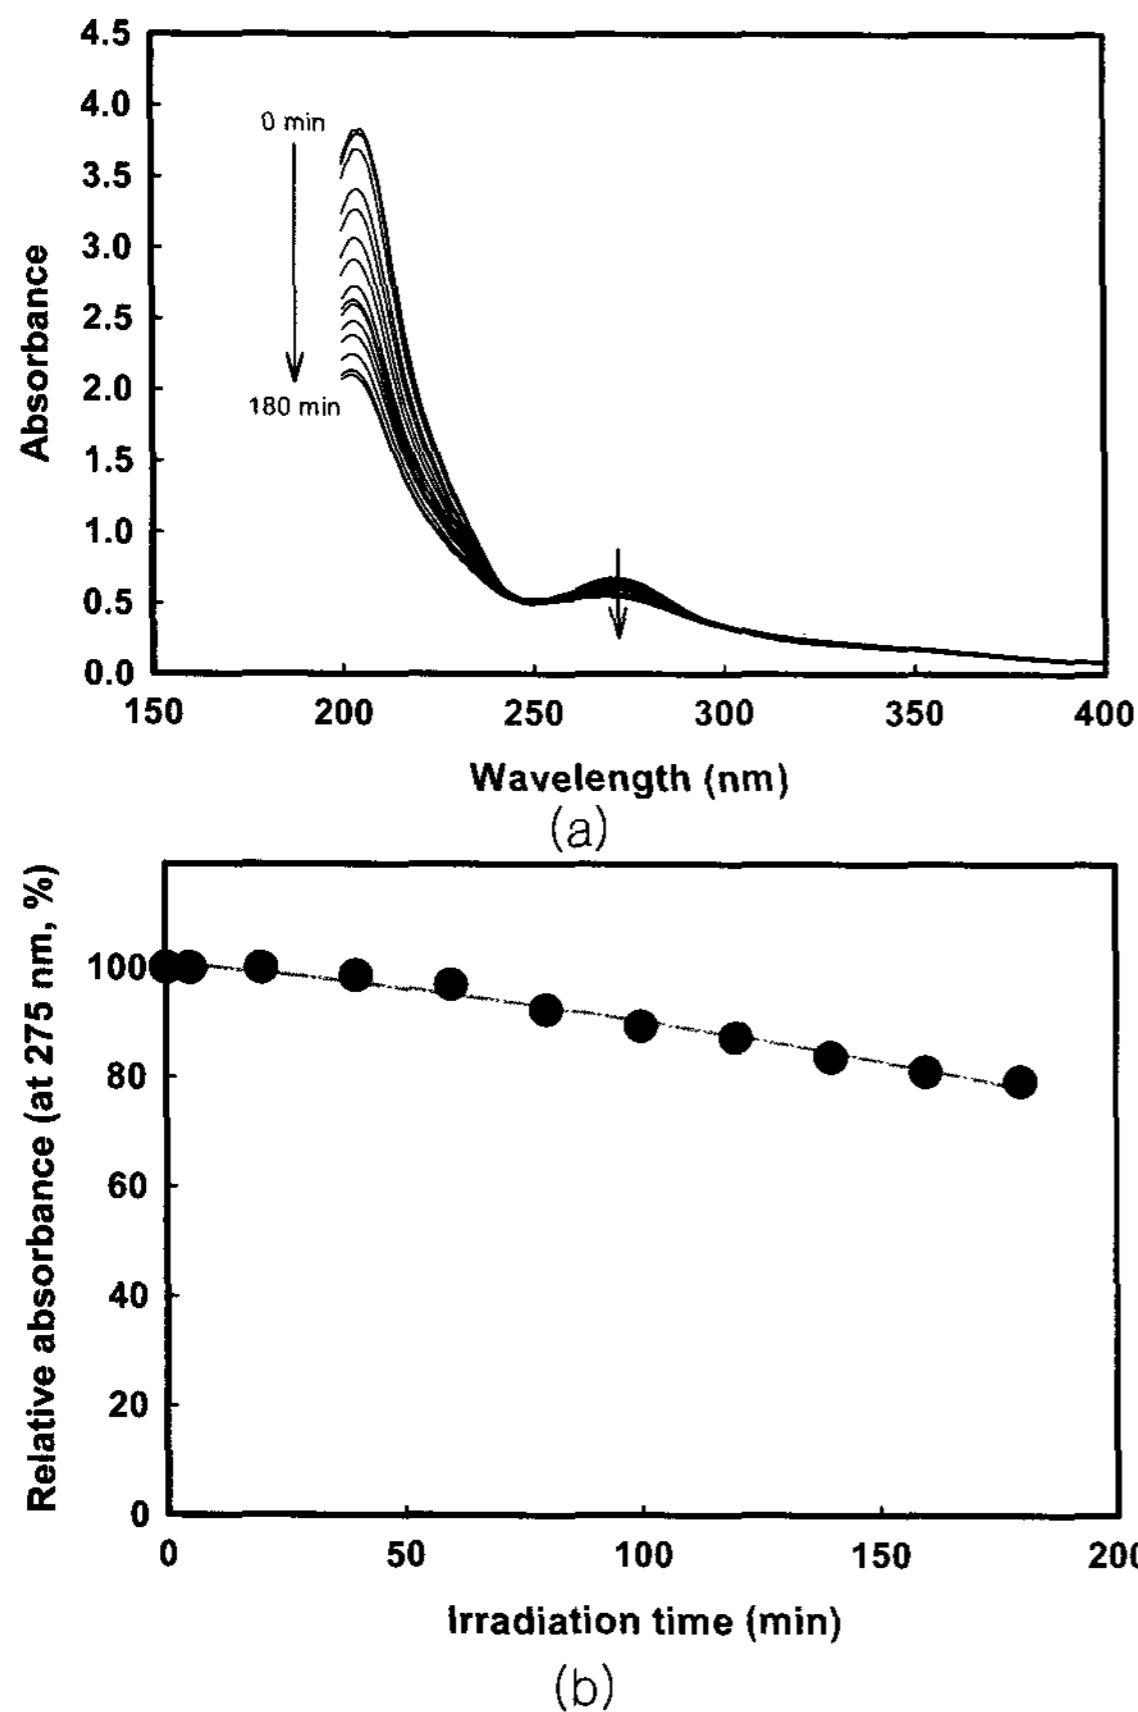 4.5
4.0
3.5
3.0
2.5
2.0
1.5
1.0
0.5
0.0
Absorbance
0 min
180 min
150 200 250 300 350 400
Wavelength (nm)
(a)
Relative absorbance (at 275 nm, %)
100
80
60
40
20
0
0 50 100 150 200
Irradiation time (min)
(b)